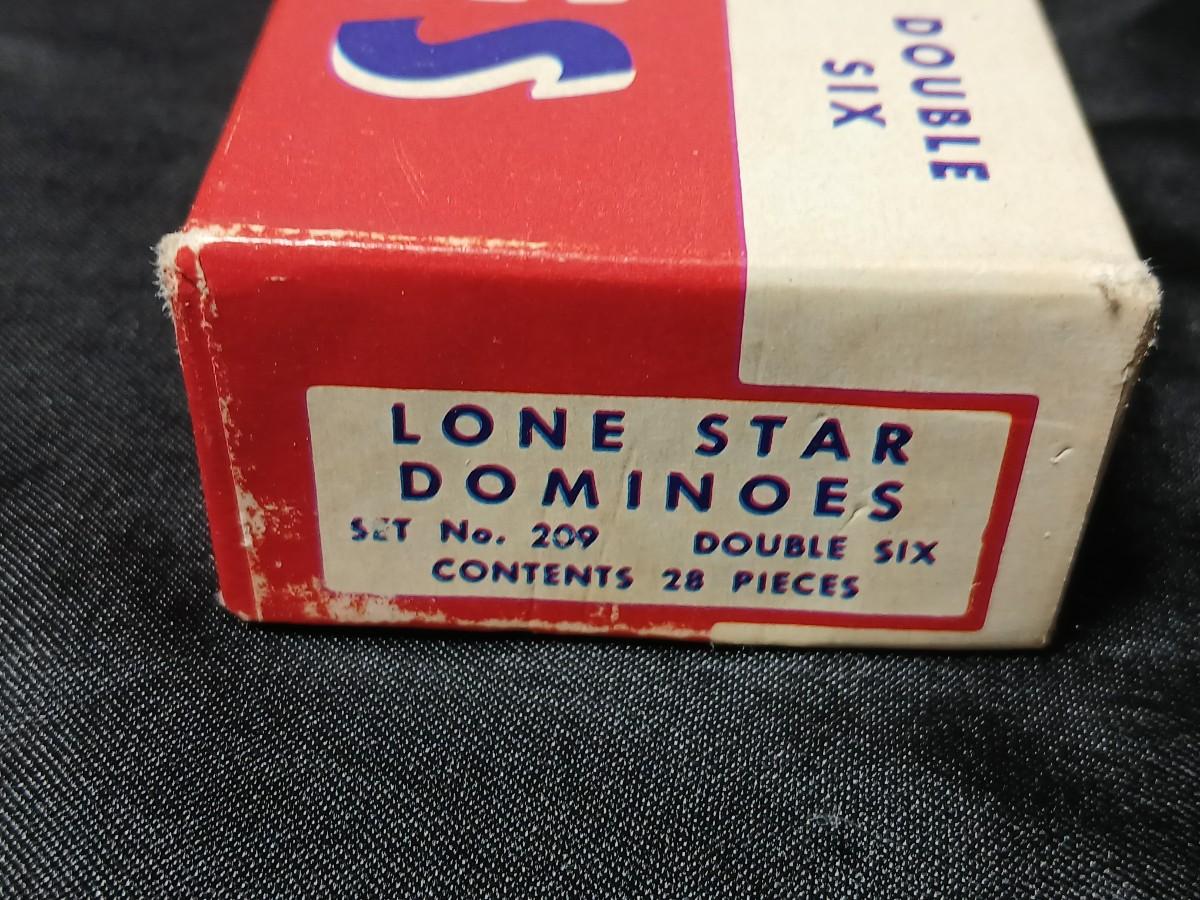 S
DOUBLE
SIX
LONE STAR
DOMINOES
SET No. 209 DOUBLE SIX
CONTENTS 28 PIECES